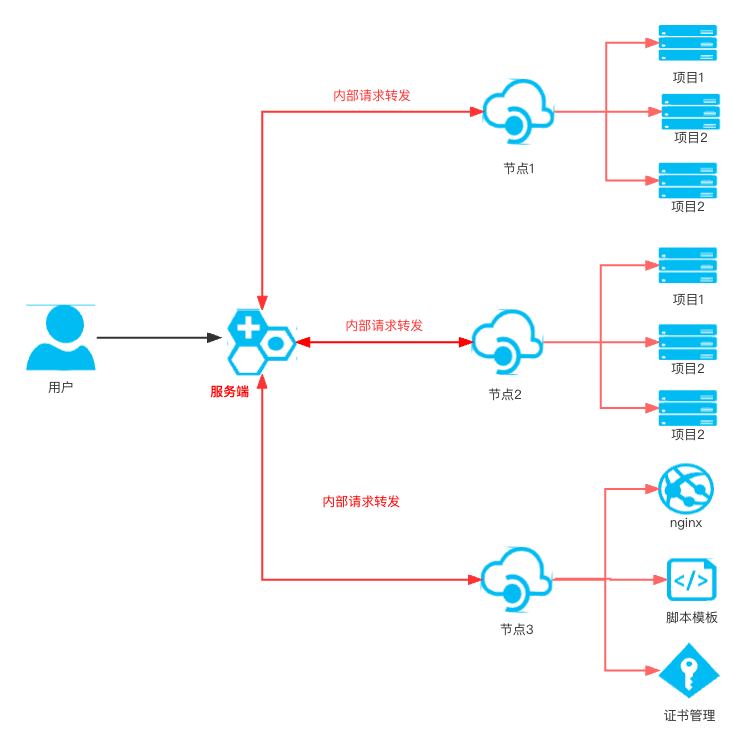 项目1
内部请求转发
项目2
节点1
项目2
项目1
内部请求转发
项目2
用户
服务端
节点2
项目2
内部请求转发
nginx
脚本模板
节点3
证书管理